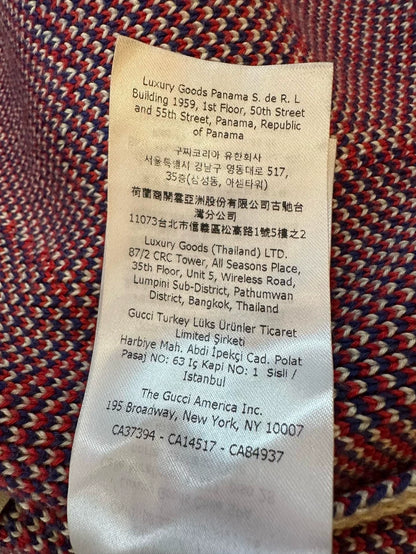 Luxury Goods Panama S. de R. L
Building 1959, 1st Floor, 50th Street
and 55th Street, Panama, Republic
of Panama
구찌코리아 유한회사
서울특별시 강남구 영동대로 517,
35층(삼성동, 아셈타워)
荷蘭商開雲亞洲股份有限公司古馳台
灣分公司
11073台北市信義區松高路1號5樓之2
Luxury Goods (Thailand) LTD.
87/2 CRC Tower, All Seasons Place,
35th Floor, Unit 5, Wireless Road,
Lumpini Sub-District, Pathumwan
District, Bangkok, Thailand
Gucci Turkey Lüks Ürünler Ticaret
Limited Şirketi
Harbiye Mah. Abdi İpekçi Cad. Polat
Pasaj NO: 63 İç Kapi NO: 1 Sisli /
Istanbul
The Gucci America Inc.
195 Broadway, New York, NY 10007
CA37394 - CA14517 - CA84937